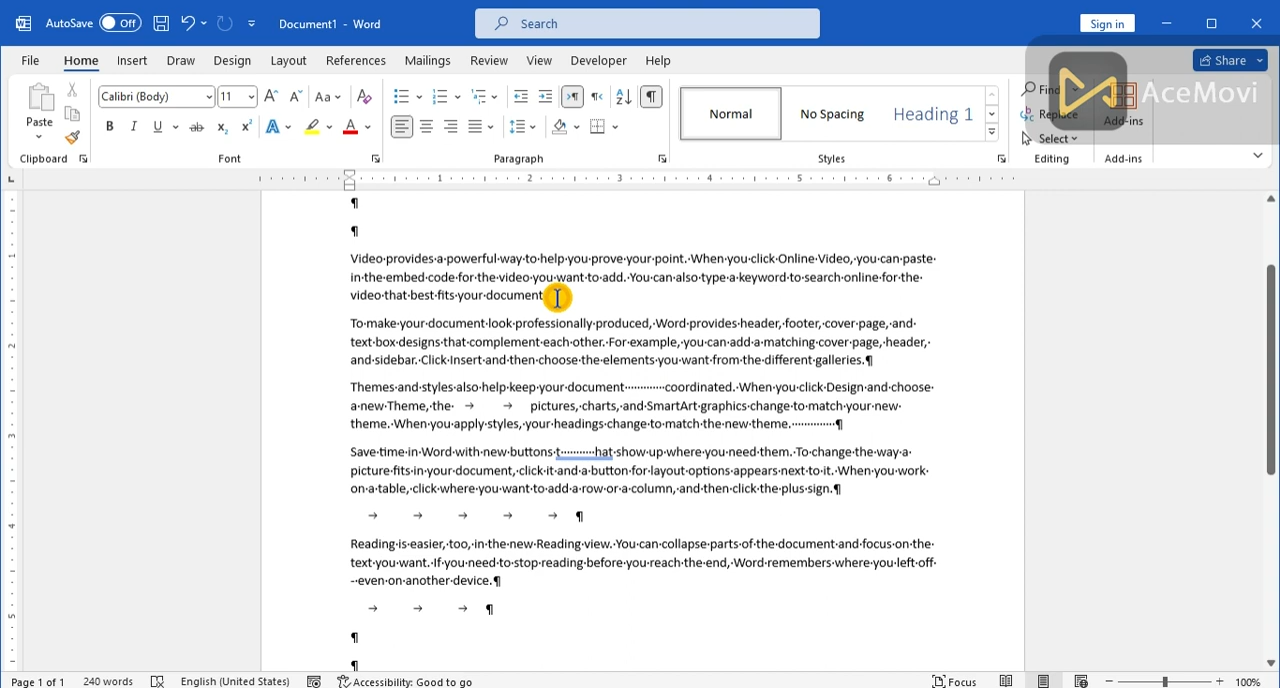 AutoSave Off Document1 - Word Search Sign in
File Home Insert Draw Design Layout References Mailings Review View Developer Help Share
Calibri (Body) 11 Aa Find
AceMovi
Paste B I U ab x₂ x² A A Normal No Spacing Heading 1 Replace Add-ins
Select
Clipboard Font Paragraph Styles Editing Add-ins
1 2 3 4 5 6
¶
¶
Video·provides·a·powerful·way·to·help·you·prove·your·point.·When·you·click·Online·Video,·you·can·paste·
in·the·embed·code·for·the·video·you·want·to·add.·You·can·also·type·a·keyword·to·search·online·for·the·
video·that·best·fits·your·document
To·make·your·document·look·professionally·produced,·Word·provides·header,·footer,·cover·page,·and·
text·box·designs·that·complement·each·other.·For·example,·you·can·add·a·matching·cover·page,·header,·
and·sidebar.·Click·Insert·and·then·choose·the·elements·you·want·from·the·different·galleries.¶
Themes·and·styles·also·help·keep·your·document············coordinated.·When·you·click·Design·and·choose·
a·new·Theme,·the· → → pictures,·charts,·and·SmartArt·graphics·change·to·match·your·new·
theme.·When·you·apply·styles,·your·headings·change·to·match·the·new·theme.·············¶
Save·time·in·Word·with·new·buttons·t··········hat·show·up·where·you·need·them.·To·change·the·way·a·
picture·fits·in·your·document,·click·it·and·a·button·for·layout·options·appears·next·to·it.·When·you·work·
on·a·table,·click·where·you·want·to·add·a·row·or·a·column,·and·then·click·the·plus·sign.¶
→ → → → → ¶
Reading·is·easier,·too,·in·the·new·Reading·view.·You·can·collapse·parts·of·the·document·and·focus·on·the·
text·you·want.·If·you·need·to·stop·reading·before·you·reach·the·end,·Word·remembers·where·you·left·off·
-·even·on·another·device.¶
→ → → ¶
¶
¶
Page 1 of 1 240 words English (United States) Accessibility: Good to go Focus 100%